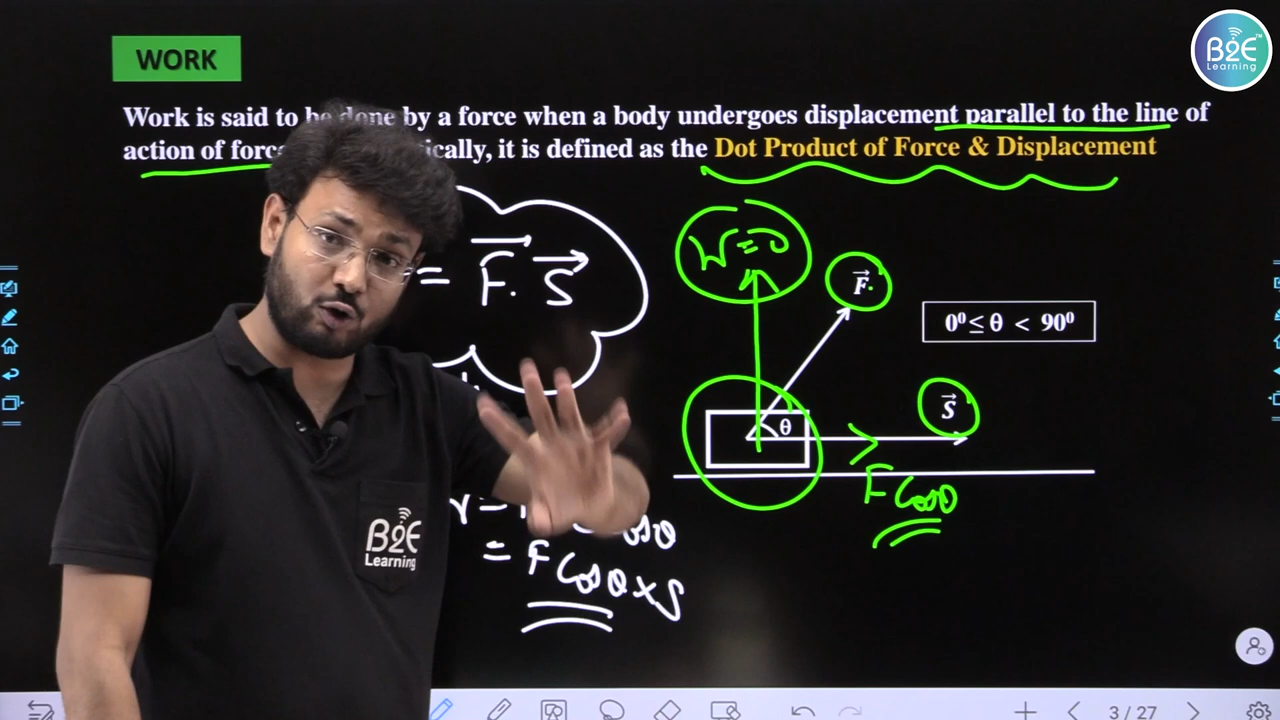 B2E
Learning
WORK
Work is said to be done by a force when a body undergoes displacement parallel to the line of
action of ically, it is defined as the Dot Product of Force & Displacement
= F⃗. S⃗
W=0
F⃗.
0⁰ ≤ θ < 90⁰
S⃗
θ
F Cosθ
= F Cosθ × S
B2E
Learning
3 / 27